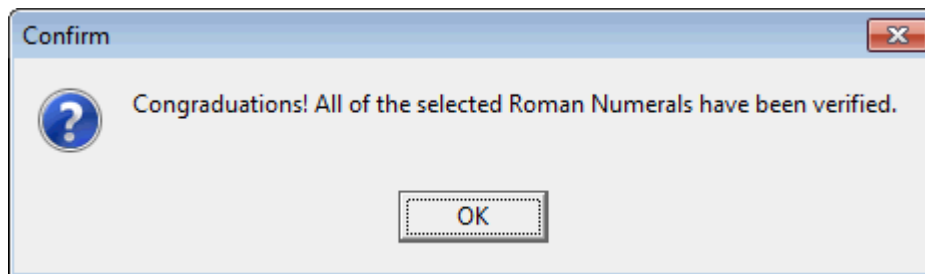 Confirm
Congraduations! All of the selected Roman Numerals have been verified.
OK